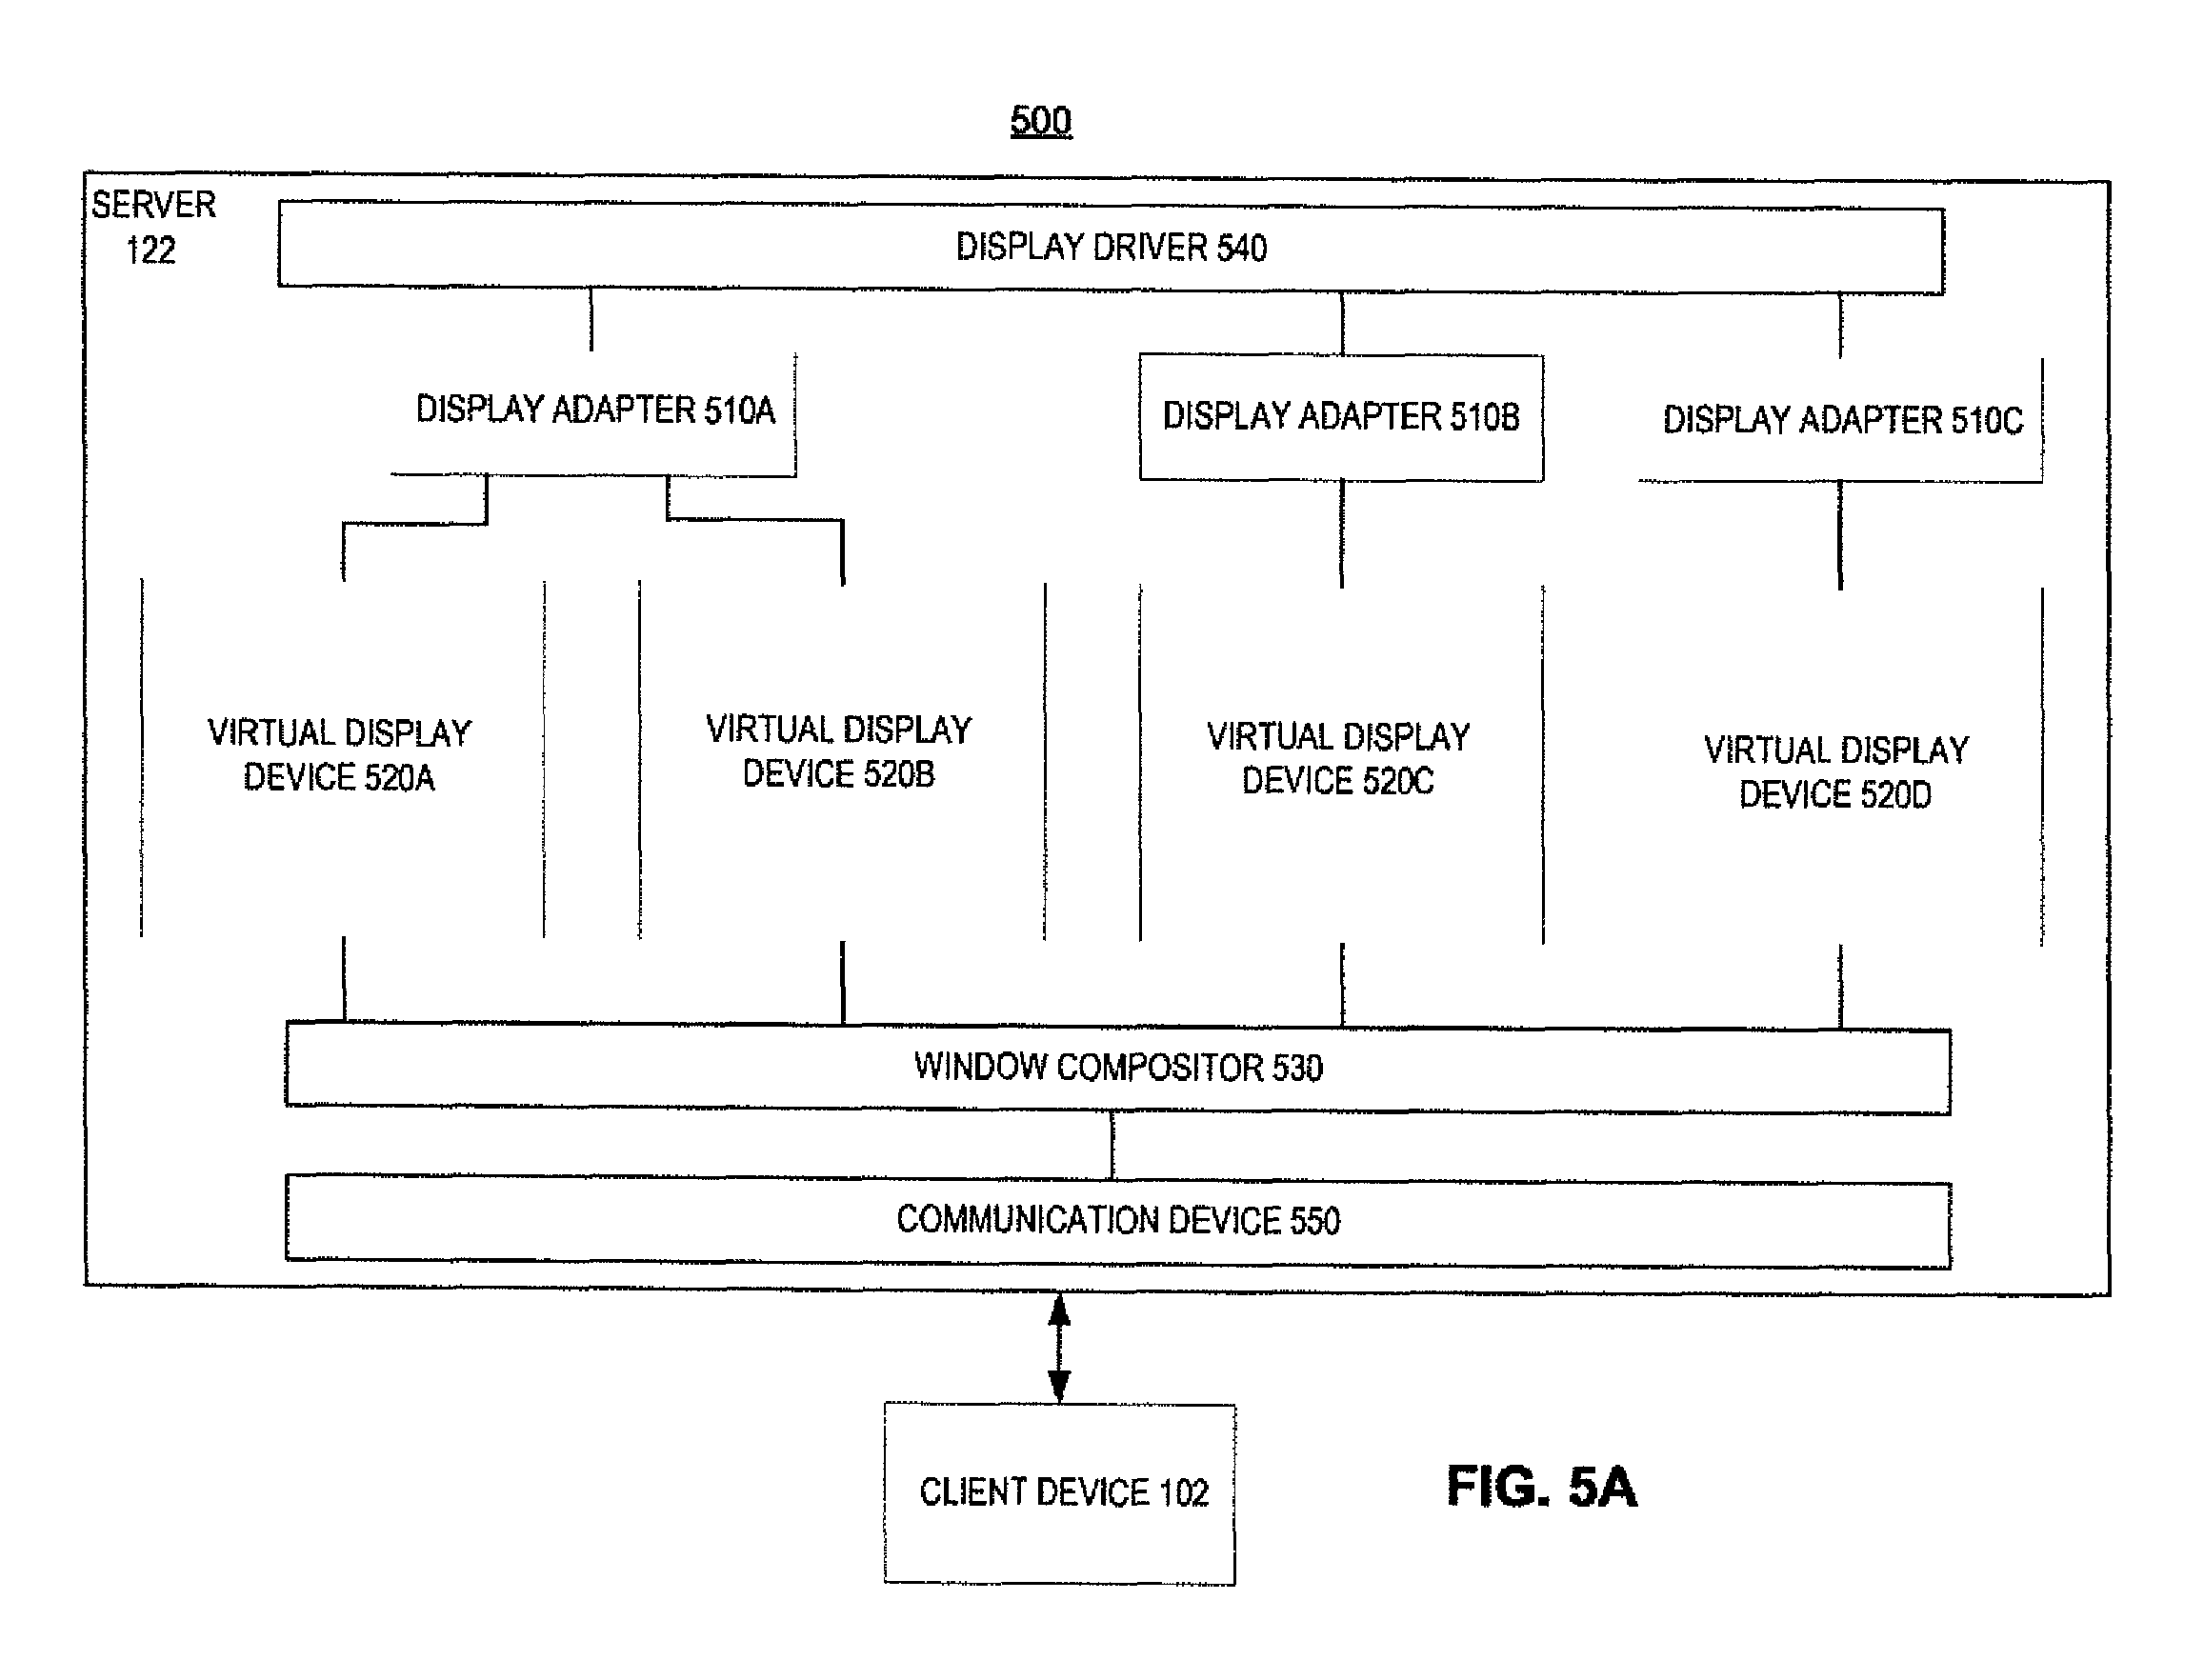 500
SERVER
122
DISPLAY DRIVER 540
DISPLAY ADAPTER 510A
DISPLAY ADAPTER 510B
DISPLAY ADAPTER 510C
VIRTUAL DISPLAY
DEVICE 520A
VIRTUAL DISPLAY
DEVICE 520B
VIRTUAL DISPLAY
DEVICE 520C
VIRTUAL DISPLAY
DEVICE 520D
WINDOW COMPOSITOR 530
COMMUNICATION DEVICE 550
CLIENT DEVICE 102
FIG. 5A